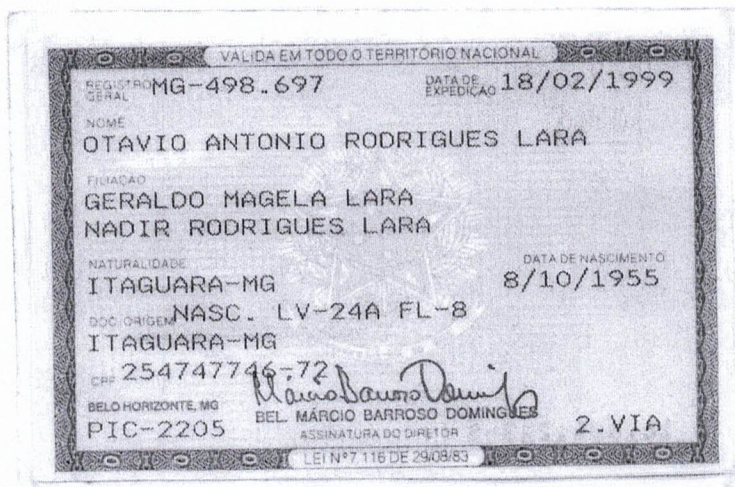 VÁLIDA EM TODO O TERRITÓRIO NACIONAL
REGISTRO GERAL MG-498.697 DATA DE EXPEDIÇÃO 18/02/1999
NOME
OTAVIO ANTONIO RODRIGUES LARA
FILIAÇÃO
GERALDO MAGELA LARA
NADIR RODRIGUES LARA
NATURALIDADE DATA DE NASCIMENTO
ITAGUARA-MG 8/10/1955
DOC. ORIGEM NASC. LV-24A FL-8
ITAGUARA-MG
CPF 254747746-72
BELO HORIZONTE, MG BEL. MÁRCIO BARROSO DOMINGUES
PIC-2205 ASSINATURA DO DIRETOR 2.VIA
LEI Nº 7.116 DE 29/08/83